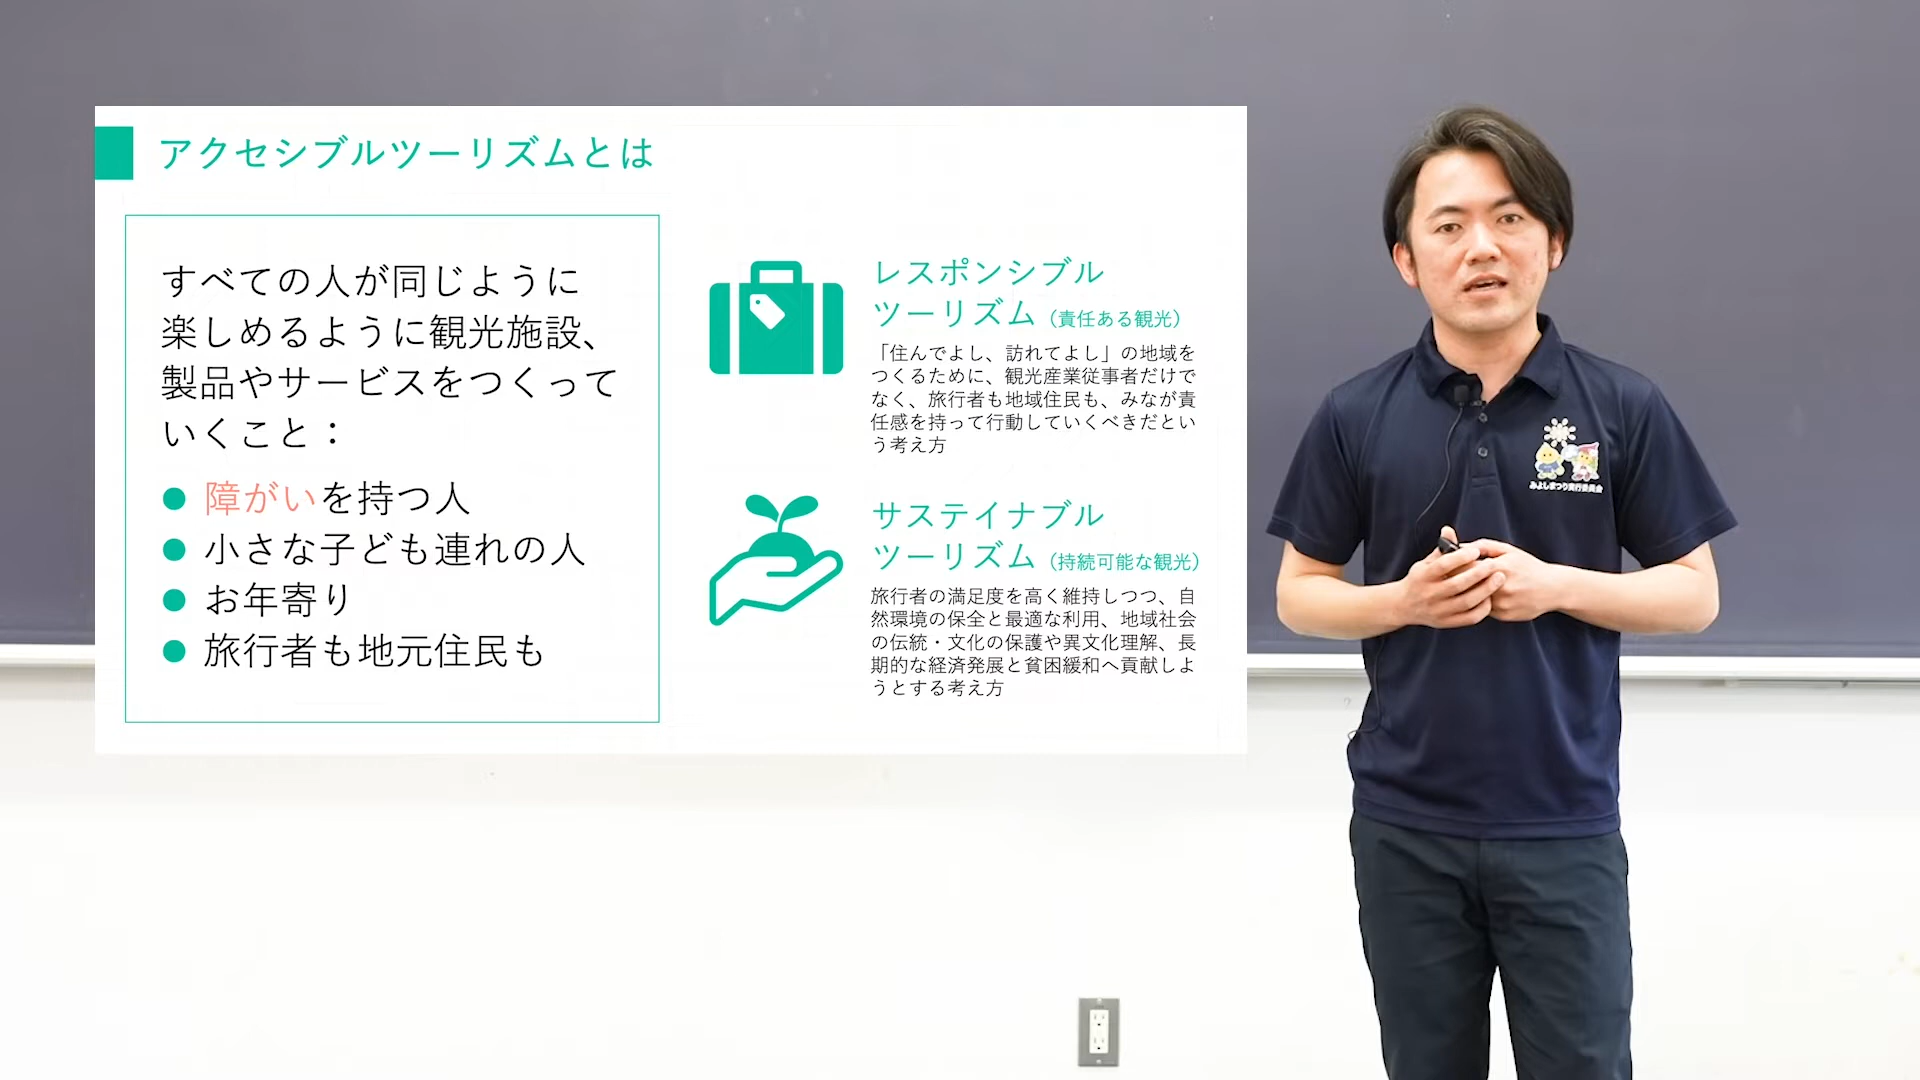 アクセシブルツーリズムとは
すべての人が同じように
楽しめるように観光施設、
製品やサービスをつくって
いくこと：
● 障がいを持つ人
● 小さな子ども連れの人
● お年寄り
● 旅行者も地元住民も
レスポンシブル
ツーリズム（責任ある観光）
「住んでよし、訪れてよし」の地域を
つくるために、観光産業従事者だけで
なく、旅行者も地域住民も、みなが責
任感を持って行動していくべきだとい
う考え方
サステイナブル
ツーリズム（持続可能な観光）
旅行者の満足度を高く維持しつつ、自
然環境の保全と最適な利用、地域社会
の伝統・文化の保護や異文化理解、長
期的な経済発展と貧困緩和へ貢献しよ
うとする考え方
みよしまつり実行委員会